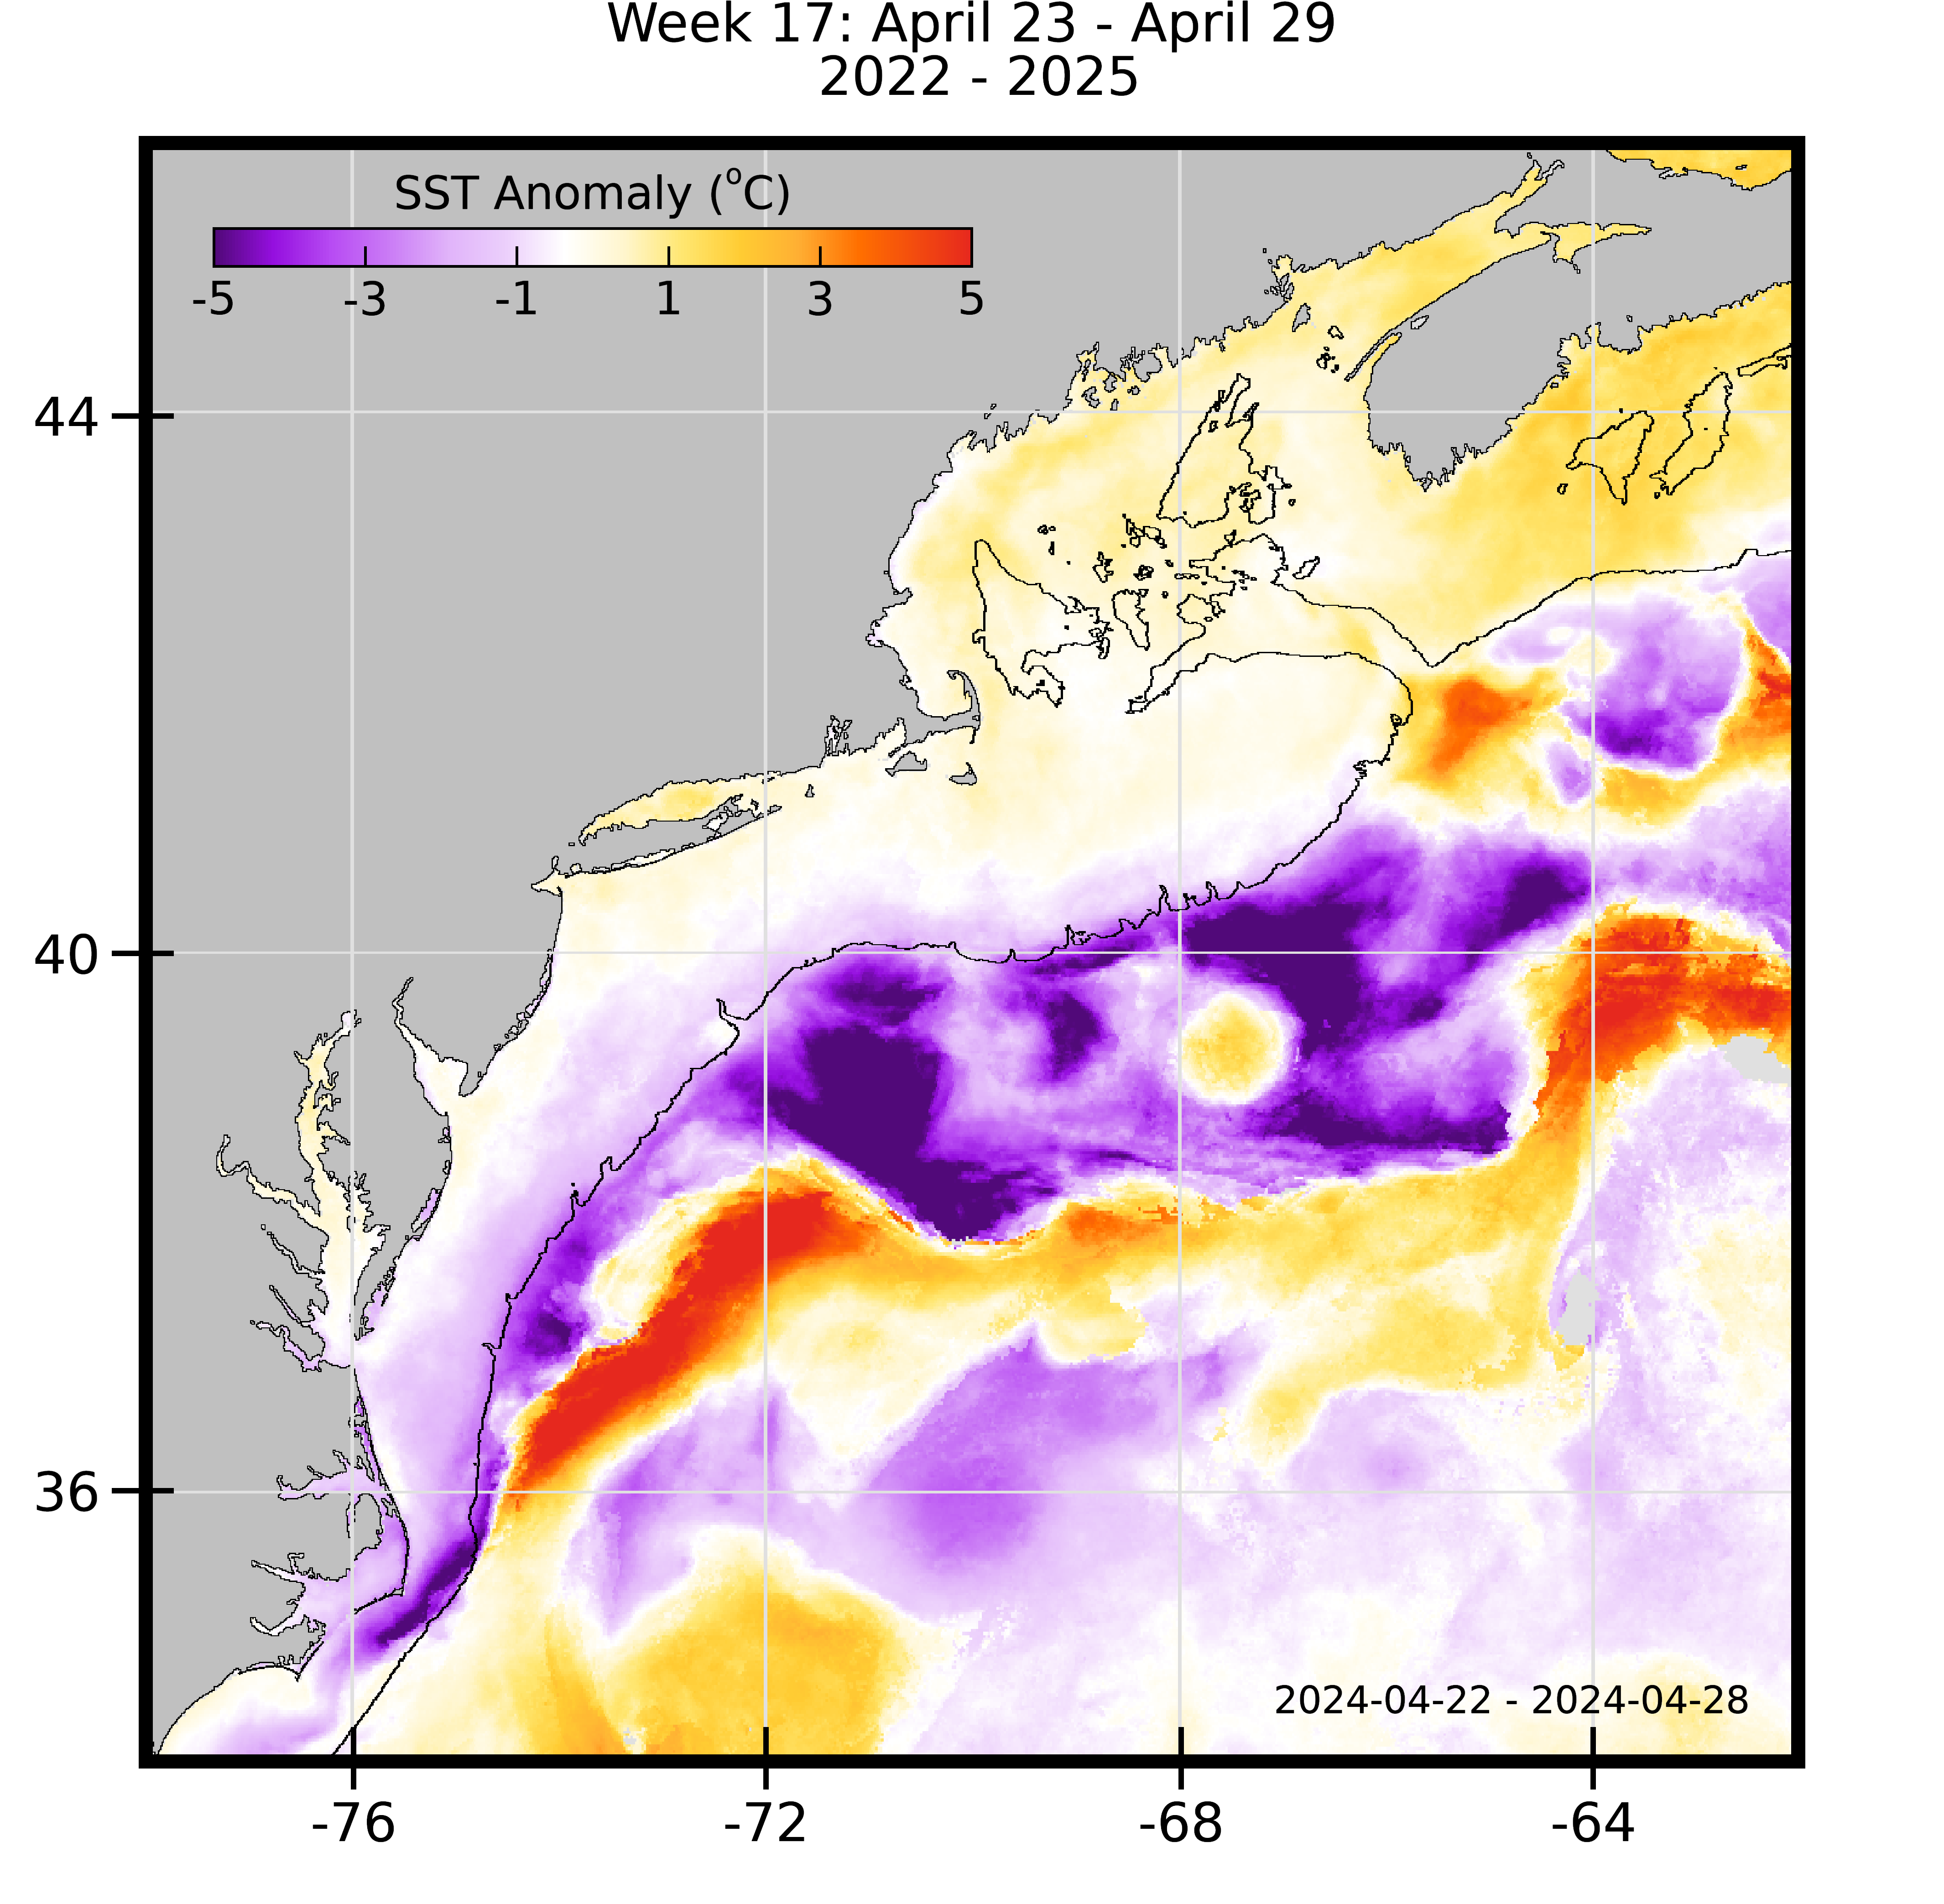 Week 17: April 23 - April 29
2022 - 2025
SST Anomaly (°C)
-5 -3 -1 1 3 5
44
40
36
2024-04-22 - 2024-04-28
-76 -72 -68 -64